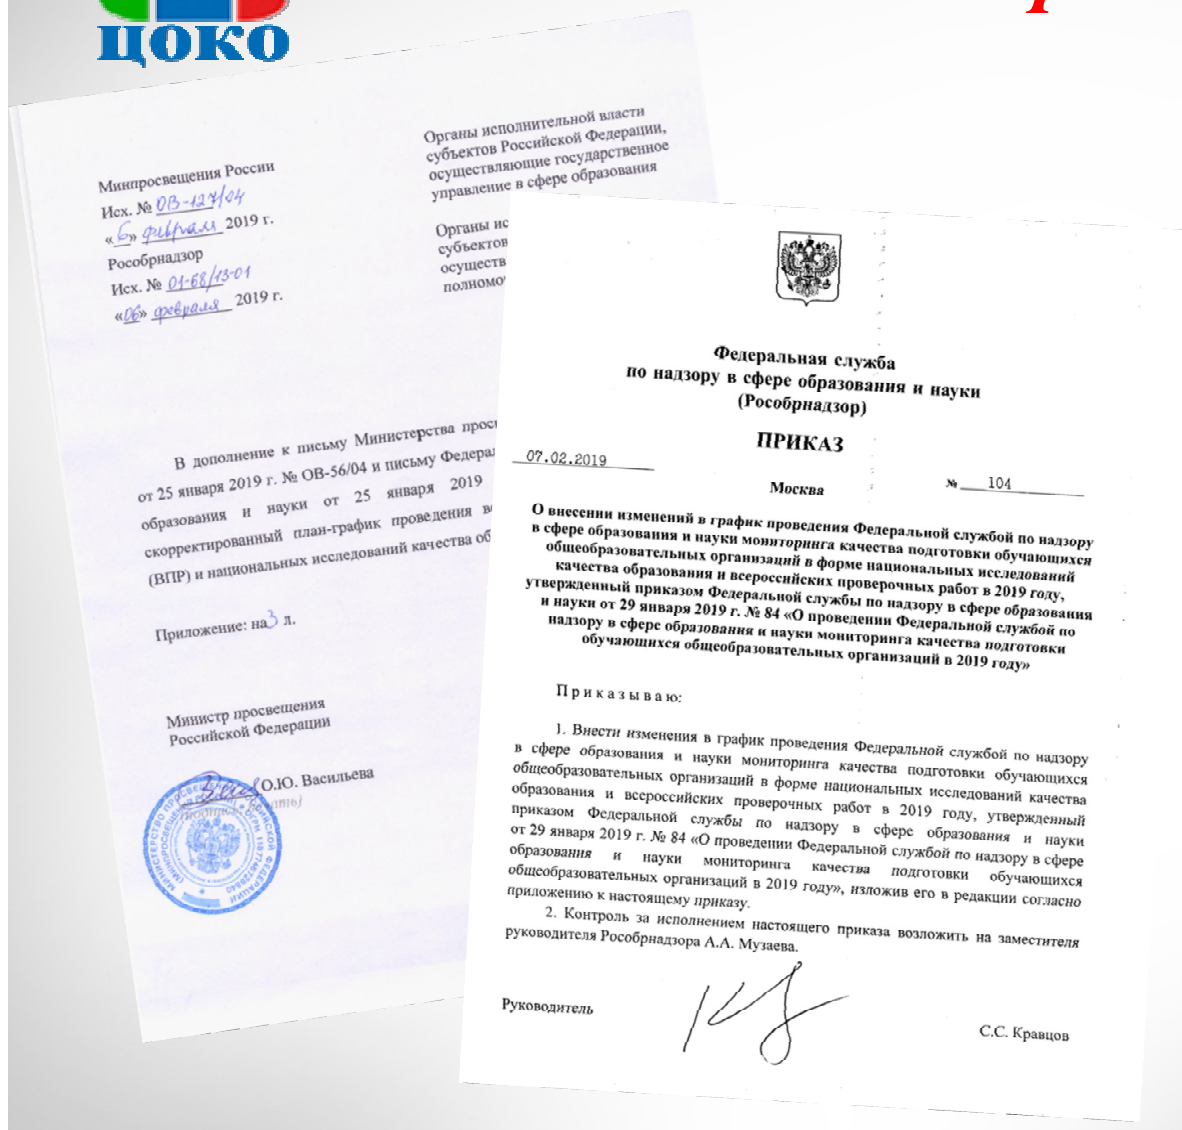 ЦОКО
Минпросвещения России
Исх. № ОВ-127/04
«6» февраля 2019 г.
Рособрнадзор
Исх. № 01-68/13-01
«06» февраля 2019 г.
Органы исполнительной власти
субъектов Российской Федерации,
осуществляющие государственное
управление в сфере образования
Органы ис
субъектов
осуществ
полномо
В дополнение к письму Министерства прос
от 25 января 2019 г. № ОВ-56/04 и письму Федерал
образования и науки от 25 января 2019
скорректированный план-график проведения в
(ВПР) и национальных исследований качества об
Приложение: на 3 л.
Министр просвещения
Российской Федерации
О.Ю. Васильева
Федеральная служба
по надзору в сфере образования и науки
(Рособрнадзор)
ПРИКАЗ
07.02.2019
№ 104
Москва
О внесении изменений в график проведения Федеральной службой по надзору
в сфере образования и науки мониторинга качества подготовки обучающихся
общеобразовательных организаций в форме национальных исследований
качества образования и всероссийских проверочных работ в 2019 году,
утвержденный приказом Федеральной службы по надзору в сфере образования
и науки от 29 января 2019 г. № 84 «О проведении Федеральной службой по
надзору в сфере образования и науки мониторинга качества подготовки
обучающихся общеобразовательных организаций в 2019 году»
Приказываю:
1. Внести изменения в график проведения Федеральной службой по надзору
в сфере образования и науки мониторинга качества подготовки обучающихся
общеобразовательных организаций в форме национальных исследований качества
образования и всероссийских проверочных работ в 2019 году, утвержденный
приказом Федеральной службы по надзору в сфере образования и науки
от 29 января 2019 г. № 84 «О проведении Федеральной службой по надзору в сфере
образования и науки мониторинга качества подготовки обучающихся
общеобразовательных организаций в 2019 году», изложив его в редакции согласно
приложению к настоящему приказу.
2. Контроль за исполнением настоящего приказа возложить на заместителя
руководителя Рособрнадзора А.А. Музаева.
Руководитель
С.С. Кравцов